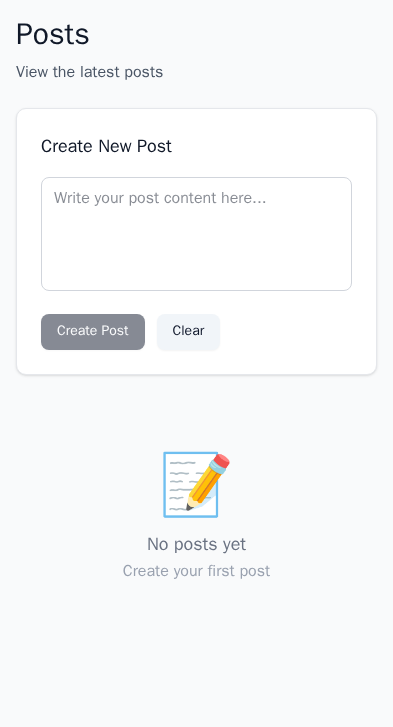 Posts
View the latest posts
Create New Post
Write your post content here...
Create Post
Clear
No posts yet
Create your first post